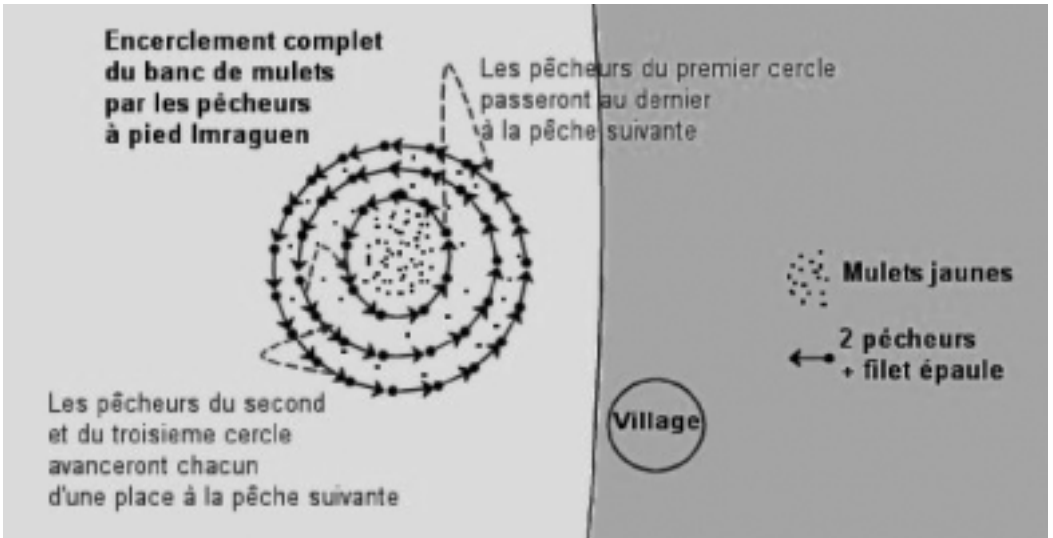 Encerclement complet
du banc de mulets
par les pécheurs
à pied Imraguen
Les pêcheurs du premier cercle
passeront au dernier
à la pêche suivante
Mulets jaunes
2 pécheurs
+ filet épaule
Village
Les pêcheurs du second
et du troisieme cercle
avanceront chacun
d'une place à la pêche suivante